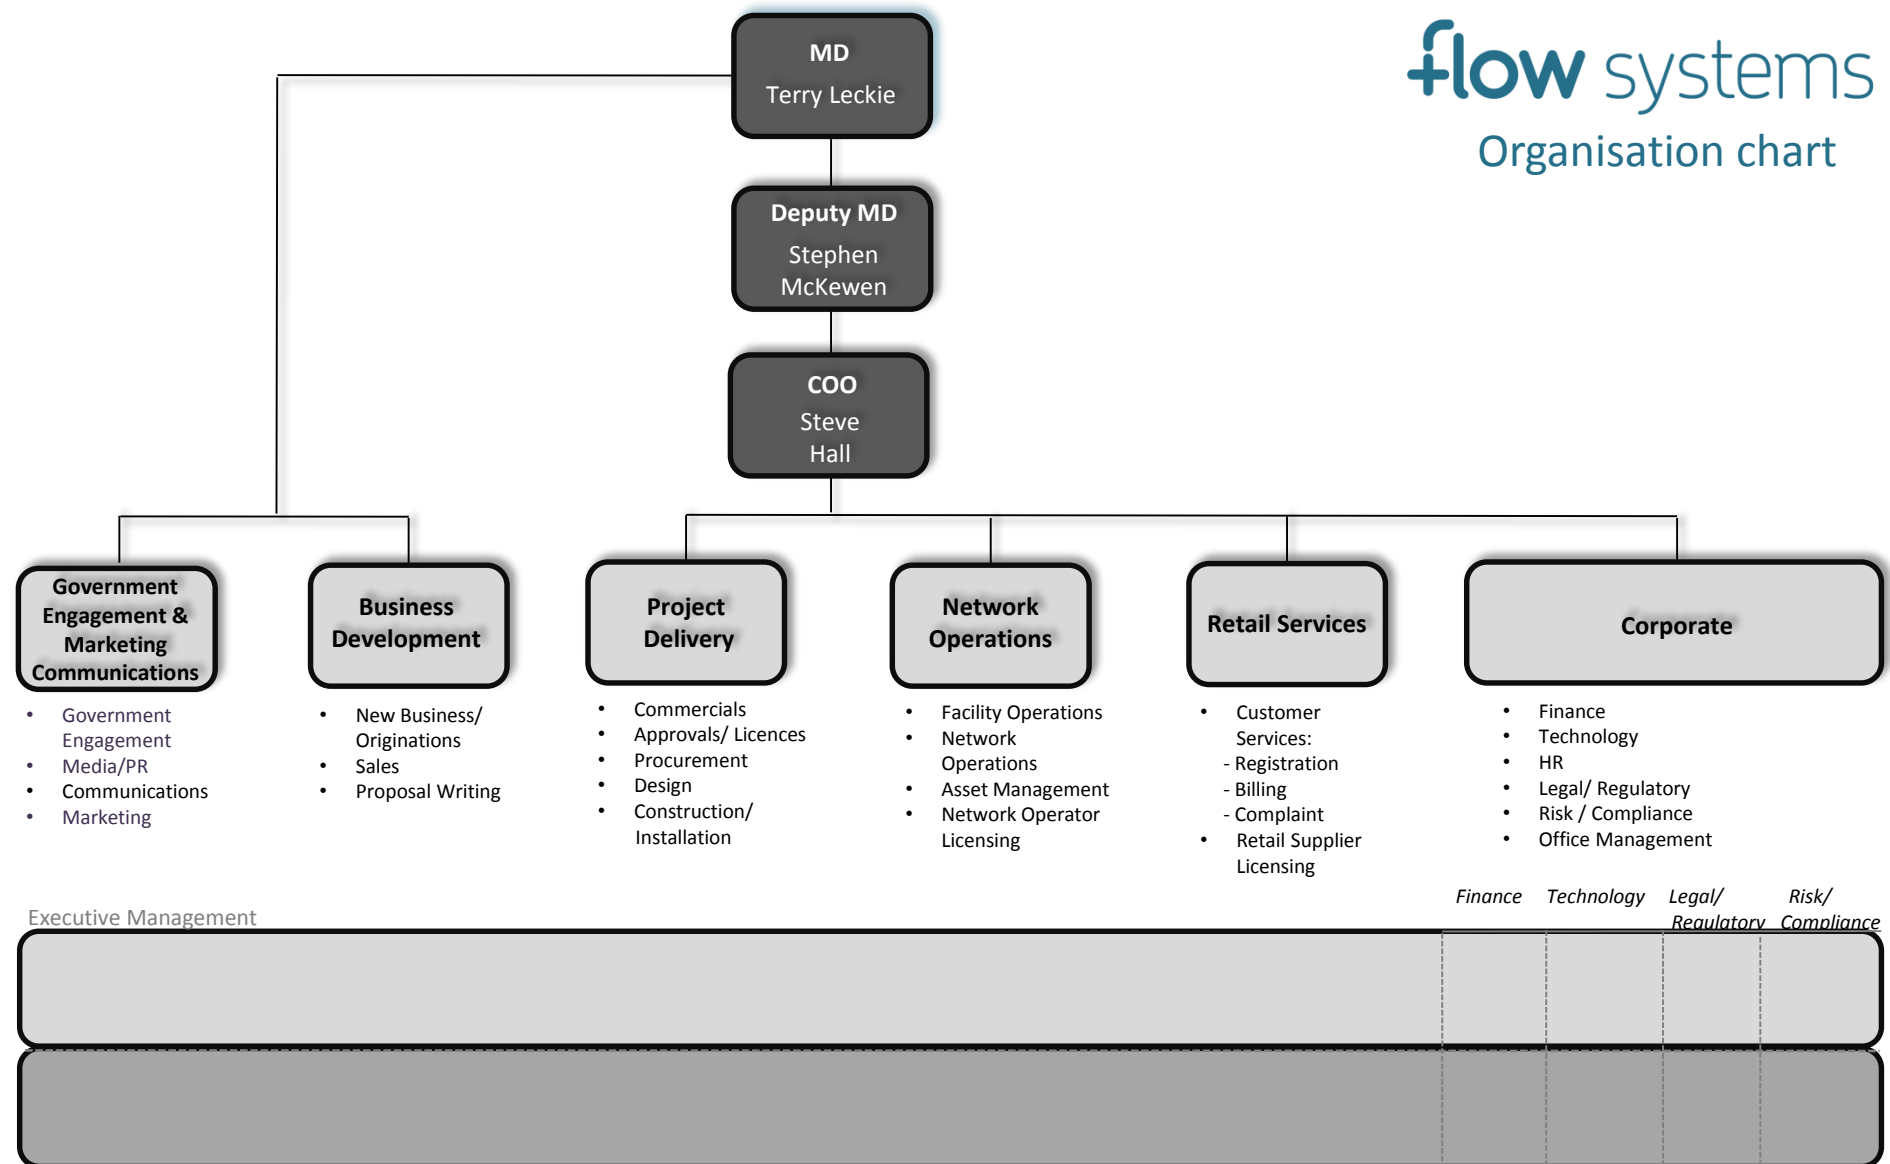 flow systems
Organisation chart
MD
Terry Leckie
Deputy MD
Stephen
McKewen
COO
Steve
Hall
Government
Engagement &
Marketing
Communications
• Government
Engagement
• Media/PR
• Communications
• Marketing
Business
Development
• New Business/
Originations
• Sales
• Proposal Writing
Project
Delivery
• Commercials
• Approvals/ Licences
• Procurement
• Design
• Construction/
Installation
Network
Operations
• Facility Operations
• Network
Operations
• Asset Management
• Network Operator
Licensing
Retail Services
• Customer
Services:
- Registration
- Billing
- Complaint
• Retail Supplier
Licensing
Corporate
• Finance
• Technology
• HR
• Legal/ Regulatory
• Risk / Compliance
• Office Management
Executive Management
Finance
Technology
Legal/
Regulatory
Risk/
Compliance